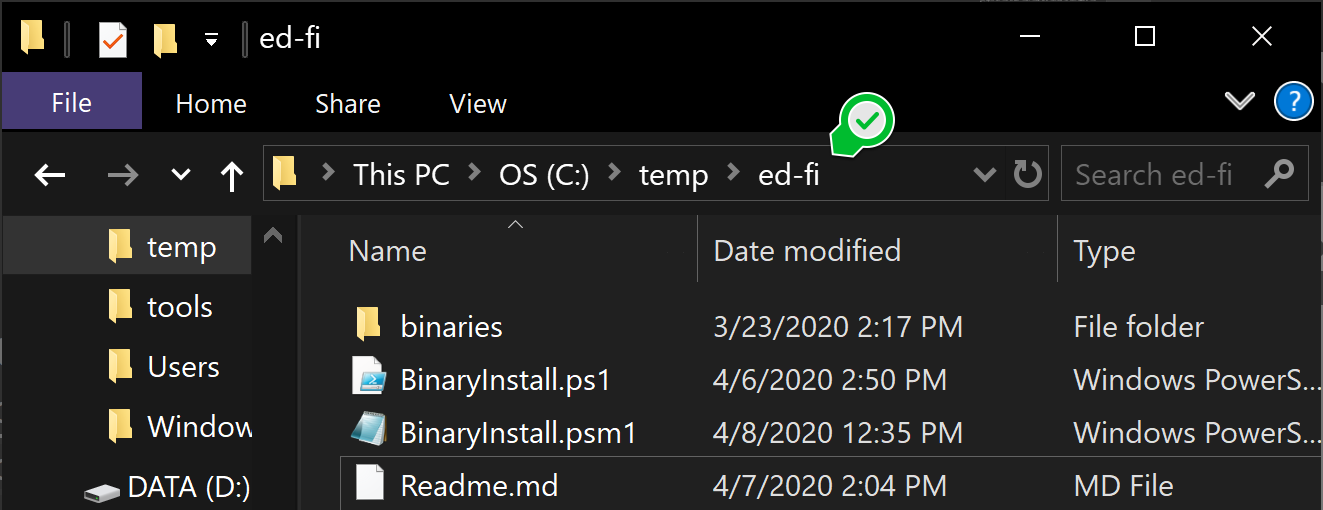 ed-fi
File Home Share View
?
This PC OS (C:) temp ed-fi Search ed-fi
temp
tools
Users
Window
DATA (D:)
Name Date modified Type
binaries 3/23/2020 2:17 PM File folder
BinaryInstall.ps1 4/6/2020 2:50 PM Windows PowerS...
BinaryInstall.psm1 4/8/2020 12:35 PM Windows PowerS...
Readme.md 4/7/2020 2:04 PM MD File